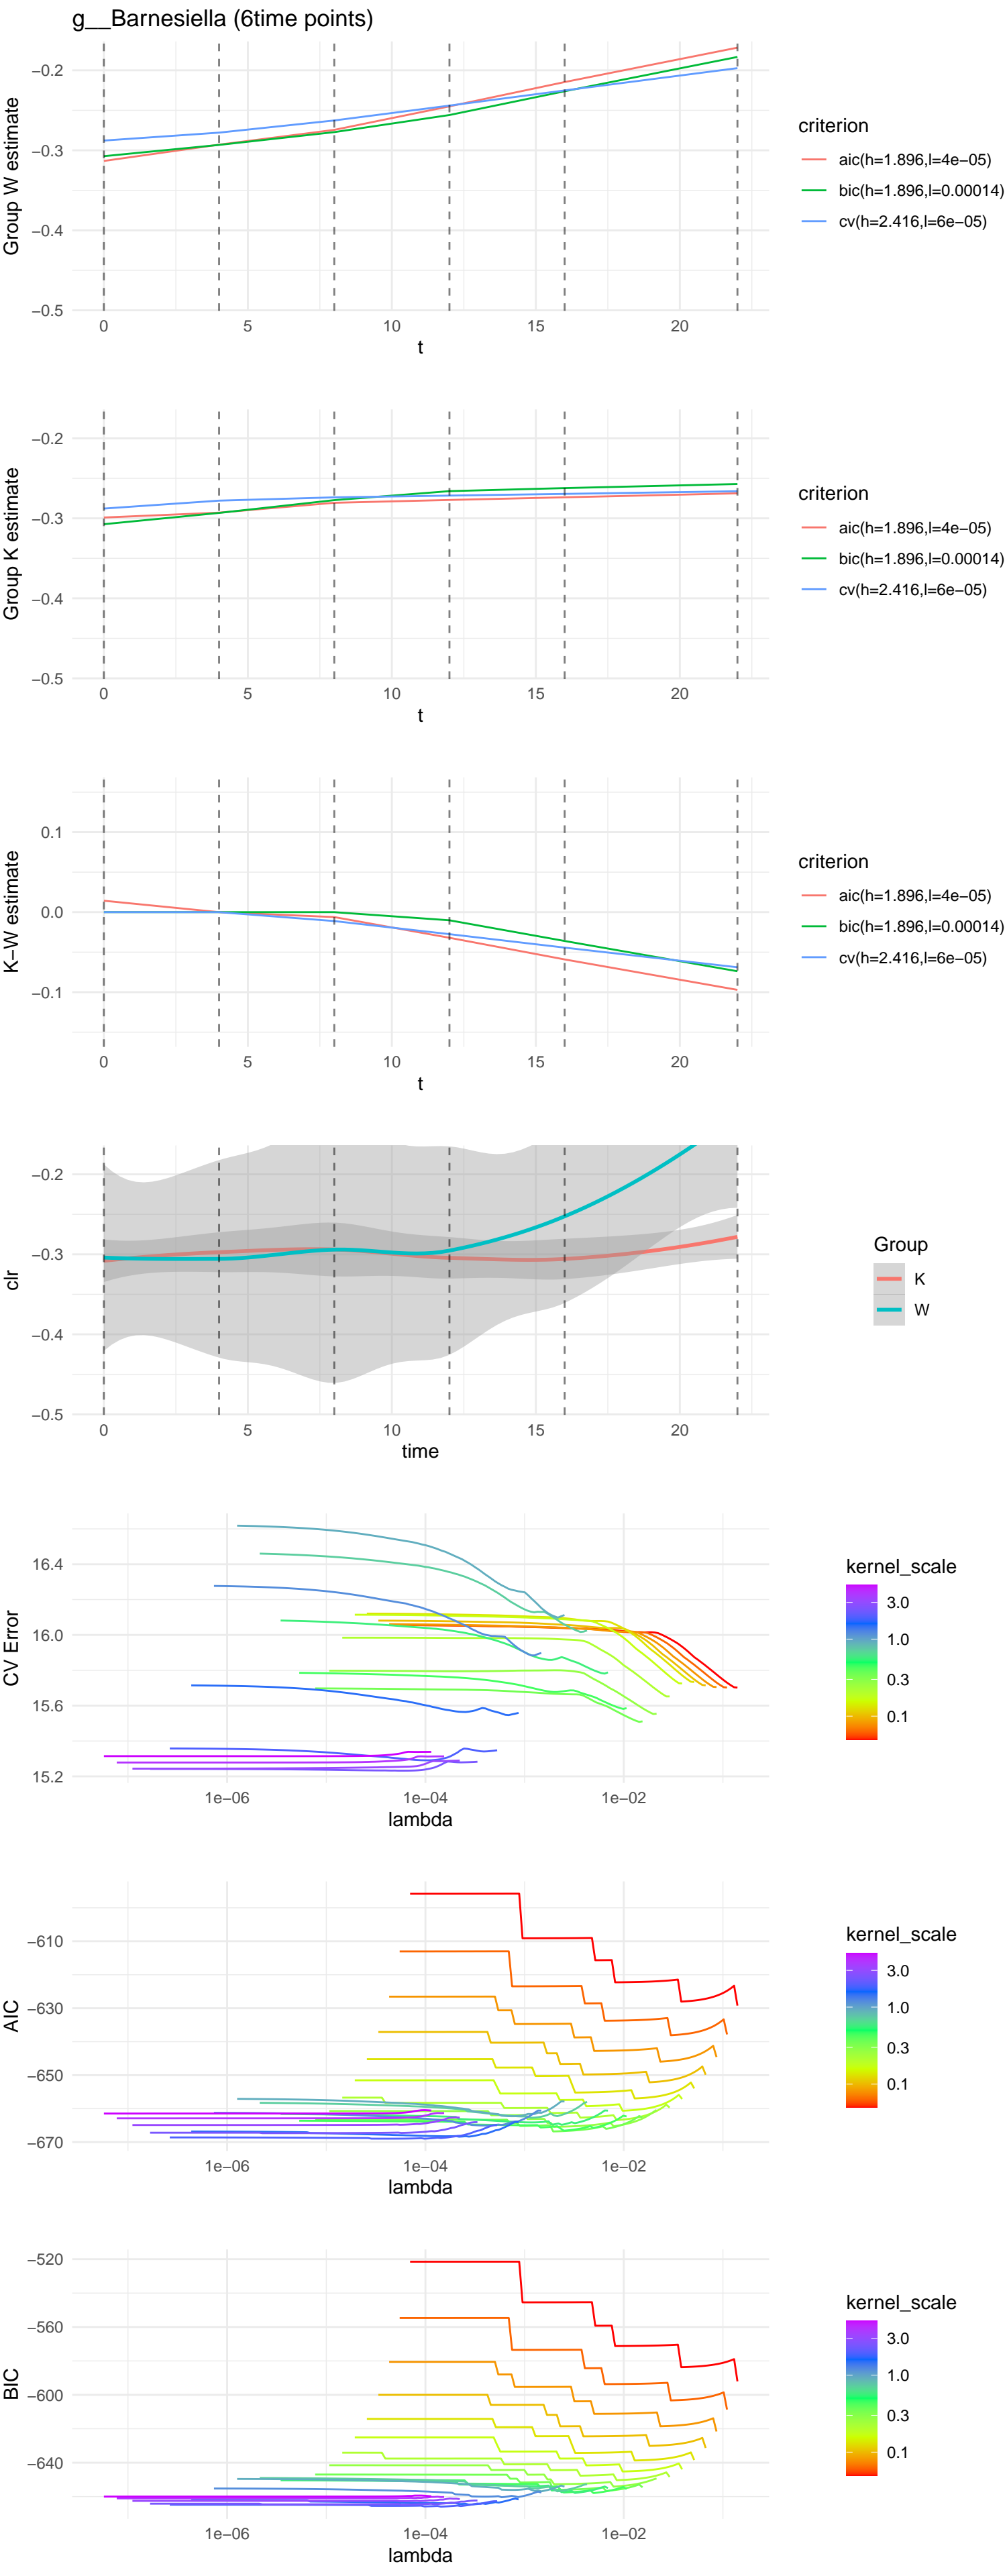 g__Barnesiella (6time points)
Group W estimate
−0.2
−0.3
−0.4
−0.5
0 5 10 15 20
t
criterion
aic(h=1.896,l=4e−05)
bic(h=1.896,l=0.00014)
cv(h=2.416,l=6e−05)
Group K estimate
−0.2
−0.3
−0.4
−0.5
0 5 10 15 20
t
criterion
aic(h=1.896,l=4e−05)
bic(h=1.896,l=0.00014)
cv(h=2.416,l=6e−05)
K−W estimate
0.1
0.0
−0.1
0 5 10 15 20
t
criterion
aic(h=1.896,l=4e−05)
bic(h=1.896,l=0.00014)
cv(h=2.416,l=6e−05)
clr
−0.2
−0.3
−0.4
−0.5
0 5 10 15 20
time
Group
K
W
CV Error
16.4
16.0
15.6
15.2
1e−06 1e−04 1e−02
lambda
kernel_scale
3.0
1.0
0.3
0.1
AIC
−610
−630
−650
−670
1e−06 1e−04 1e−02
lambda
kernel_scale
3.0
1.0
0.3
0.1
BIC
−520
−560
−600
−640
1e−06 1e−04 1e−02
lambda
kernel_scale
3.0
1.0
0.3
0.1